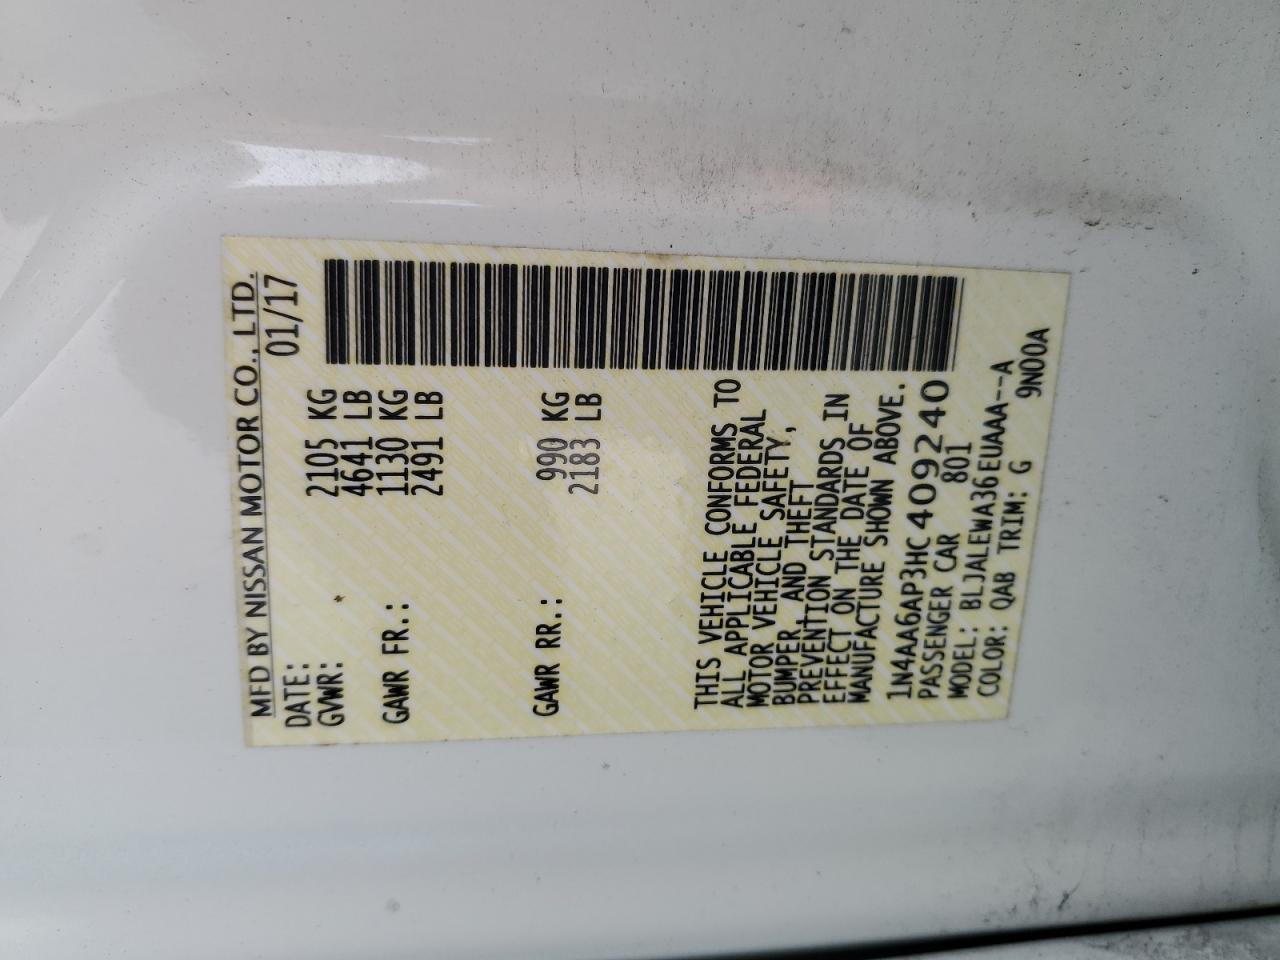 MFD BY NISSAN MOTOR CO., LTD.
DATE: 01/17
GVWR: 2105 KG
4641 LB
GAWR FR.: 1130 KG
2491 LB
GAWR RR.: 990 KG
2183 LB
THIS VEHICLE CONFORMS TO
ALL APPLICABLE FEDERAL
MOTOR VEHICLE SAFETY,
BUMPER, AND THEFT
PREVENTION STANDARDS IN
EFFECT ON THE DATE OF
MANUFACTURE SHOWN ABOVE.
1N4AA6AP3HC409240
PASSENGER CAR 801
MODEL: BLJALEWA36EUAAA--A
COLOR: QAB TRIM: G 9N00A